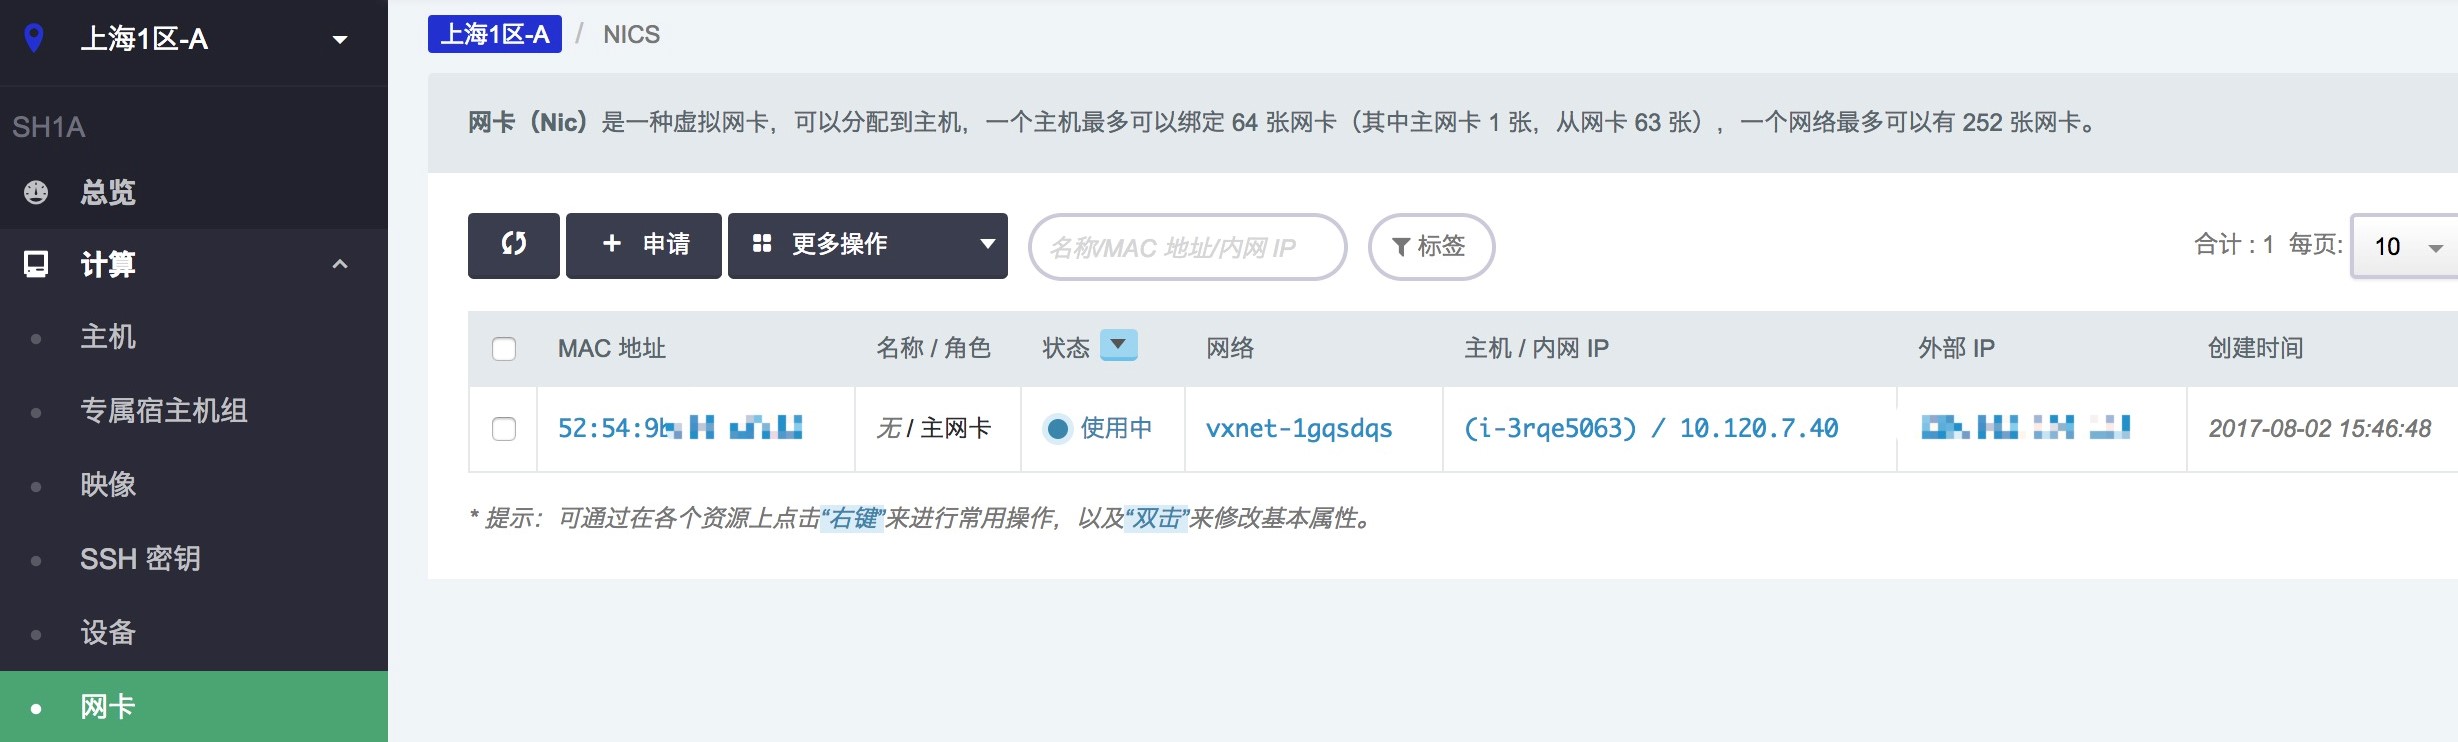 上海1区-A
SH1A
总览
计算
主机
专属宿主机组
映像
SSH 密钥
设备
网卡
上海1区-A / NICS
网卡（Nic）是一种虚拟网卡，可以分配到主机，一个主机最多可以绑定 64 张网卡（其中主网卡 1 张，从网卡 63 张），一个网络最多可以有 252 张网卡。
+ 申请 更多操作 名称/MAC 地址/内网 IP 标签 合计 : 1 每页: 10
MAC 地址 名称 / 角色 状态 网络 主机 / 内网 IP 外部 IP 创建时间
52:54:9 无 / 主网卡 使用中 vxnet-1gqsdqs (i-3rqe5063) / 10.120.7.40 2017-08-02 15:46:48
* 提示：可通过在各个资源上点击“右键”来进行常用操作，以及“双击”来修改基本属性。